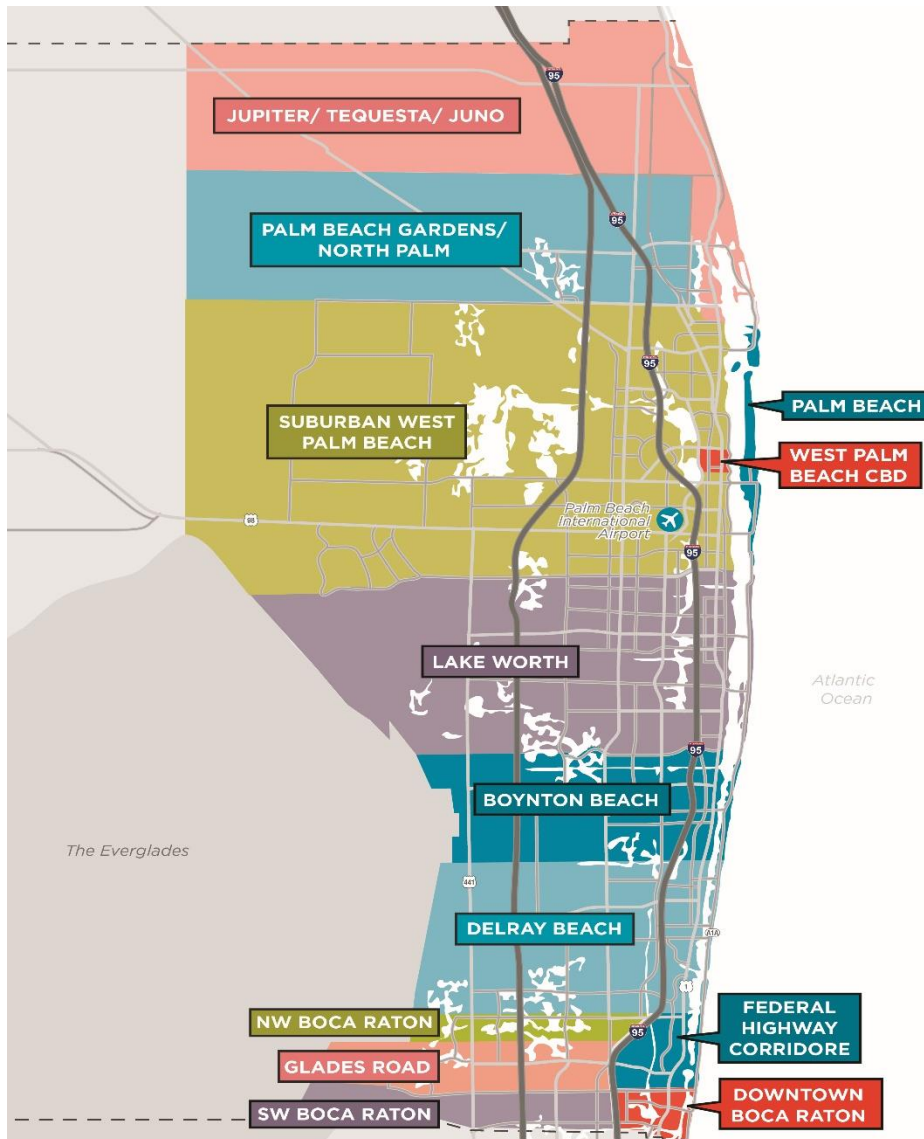 95
JUPITER/ TEQUESTA/ JUNO
95
PALM BEACH GARDENS/
NORTH PALM
95
PALM BEACH
SUBURBAN WEST
PALM BEACH
WEST PALM
BEACH CBD
98
Palm Beach
International
Airport
95
LAKE WORTH
Atlantic
Ocean
95
BOYNTON BEACH
The Everglades
441
DELRAY BEACH
A1A
1
NW BOCA RATON
95
FEDERAL
HIGHWAY
CORRIDORE
GLADES ROAD
SW BOCA RATON
DOWNTOWN
BOCA RATON